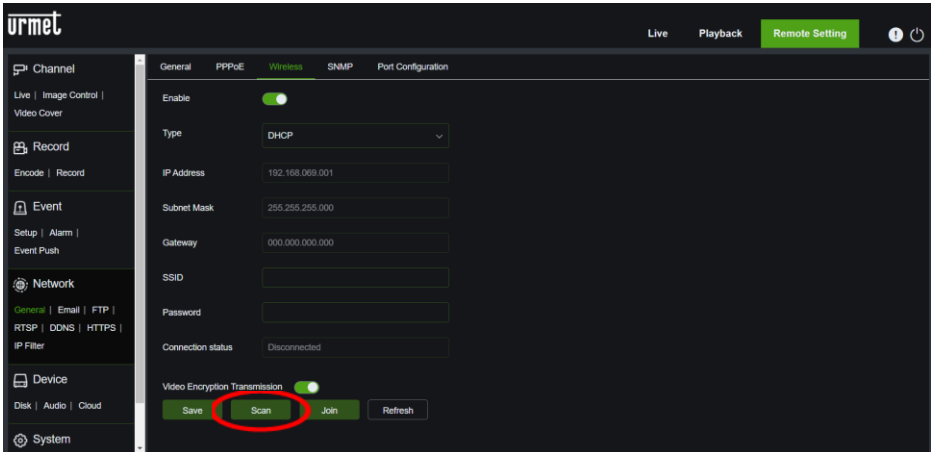 urmet
Live Playback Remote Setting
Channel
Live | Image Control |
Video Cover
Record
Encode | Record
Event
Setup | Alarm |
Event Push
Network
General | Email | FTP |
RTSP | DDNS | HTTPS |
IP Filter
Device
Disk | Audio | Cloud
System
General PPPoE Wireless SNMP Port Configuration
Enable
Type DHCP
IP Address 192.168.069.001
Subnet Mask 255.255.255.000
Gateway 000.000.000.000
SSID
Password
Connection status Disconnected
Video Encryption Transmission
Save Scan Join Refresh